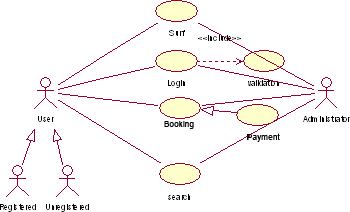 Surf
<<include>>
Login
validation
User
Booking
Administrator
Payment
Registered
Unregistered
search